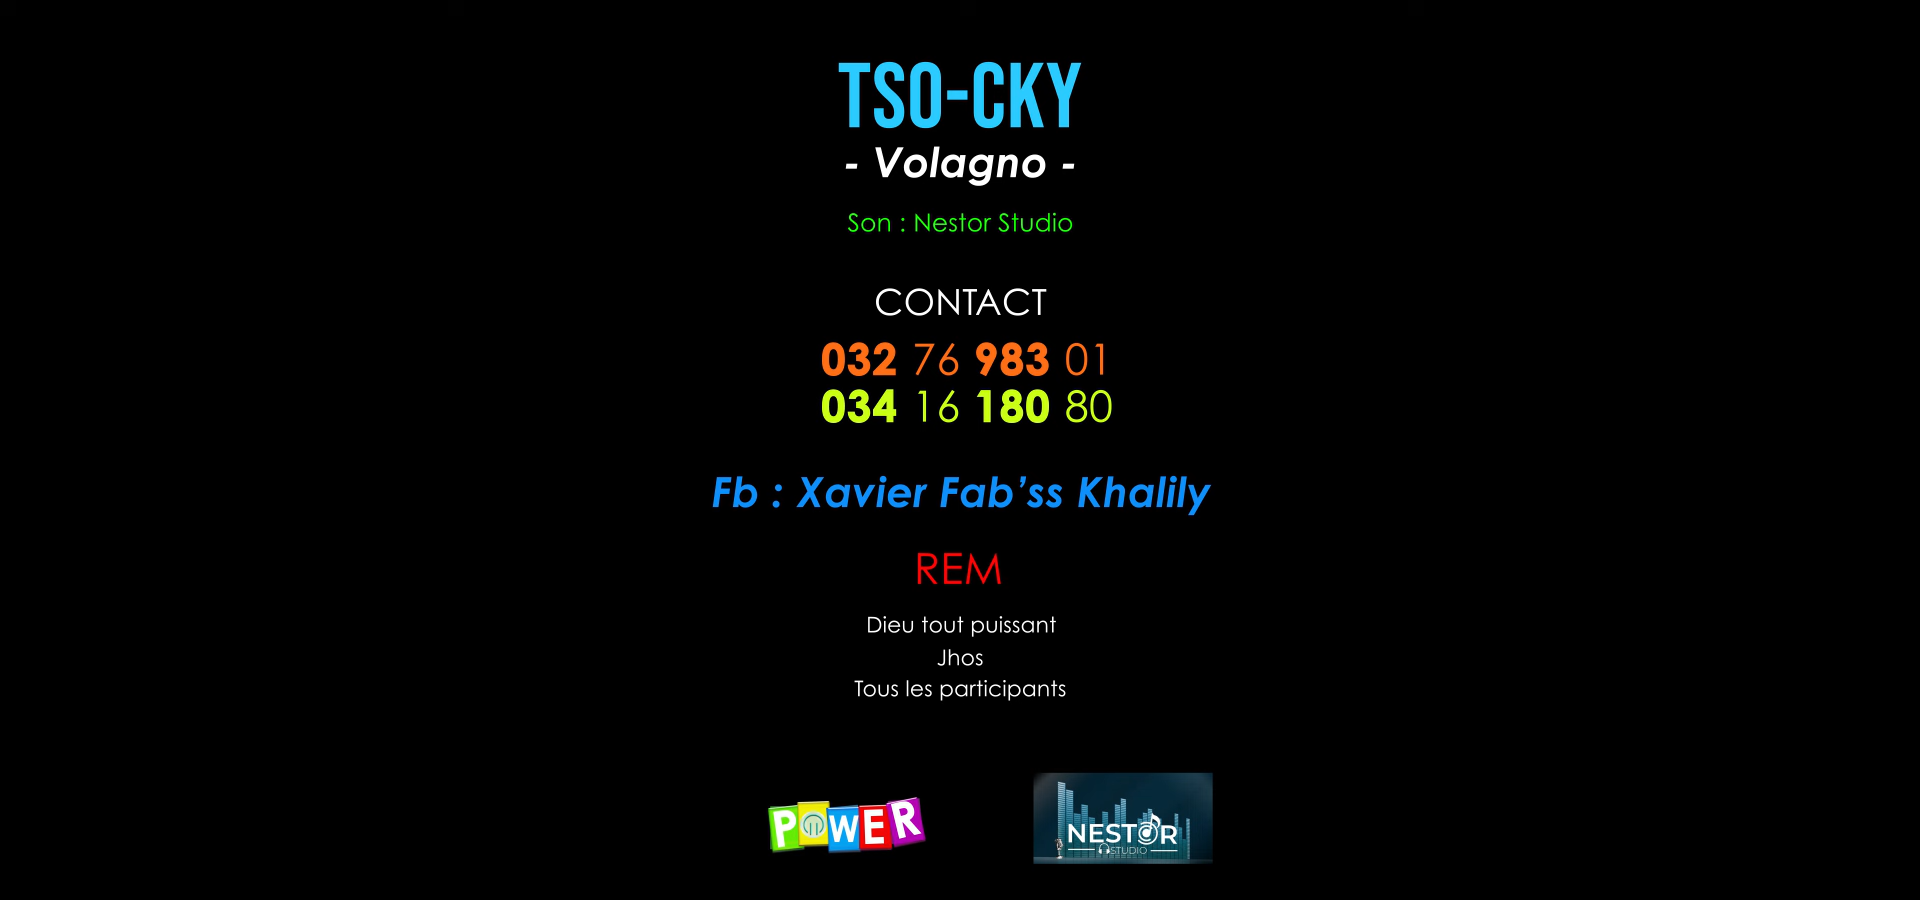 TSO-CKY
- Volagno -
Son : Nestor Studio
CONTACT
032 76 983 01
034 16 180 80
Fb : Xavier Fab’ss Khalily
REM
Dieu tout puissant
Jhos
Tous les participants
POWER
NESTOR
STUDIO